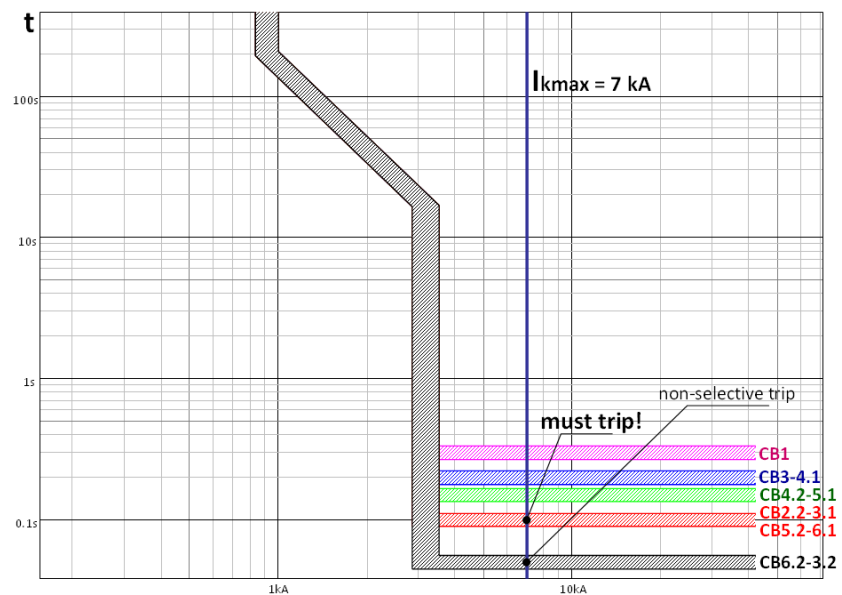 t
Ikmax = 7 kA
100s
10s
1s
non-selective trip
must trip!
CB1
CB3-4.1
CB4.2-5.1
CB2.2-3.1
0.1s
CB5.2-6.1
CB6.2-3.2
1kA
10kA